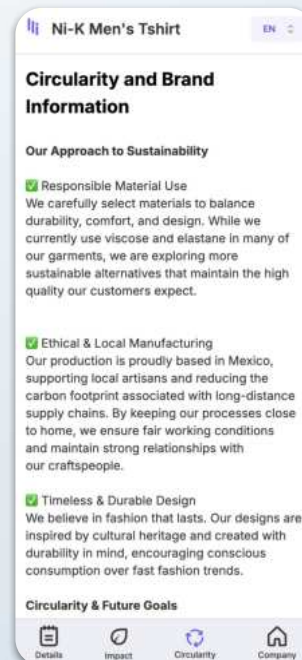 Ni-K Men's Tshirt
EN
Circularity and Brand
Information
Our Approach to Sustainability
✅ Responsible Material Use
We carefully select materials to balance
durability, comfort, and design. While we
currently use viscose and elastane in many of
our garments, we are exploring more
sustainable alternatives that maintain the high
quality our customers expect.
✅ Ethical & Local Manufacturing
Our production is proudly based in Mexico,
supporting local artisans and reducing the
carbon footprint associated with long-distance
supply chains. By keeping our processes close
to home, we ensure fair working conditions
and maintain strong relationships with
our craftspeople.
✅ Timeless & Durable Design
We believe in fashion that lasts. Our designs are
inspired by cultural heritage and created with
durability in mind, encouraging conscious
consumption over fast fashion trends.
Circularity & Future Goals
Details
Impact
Circularity
Company